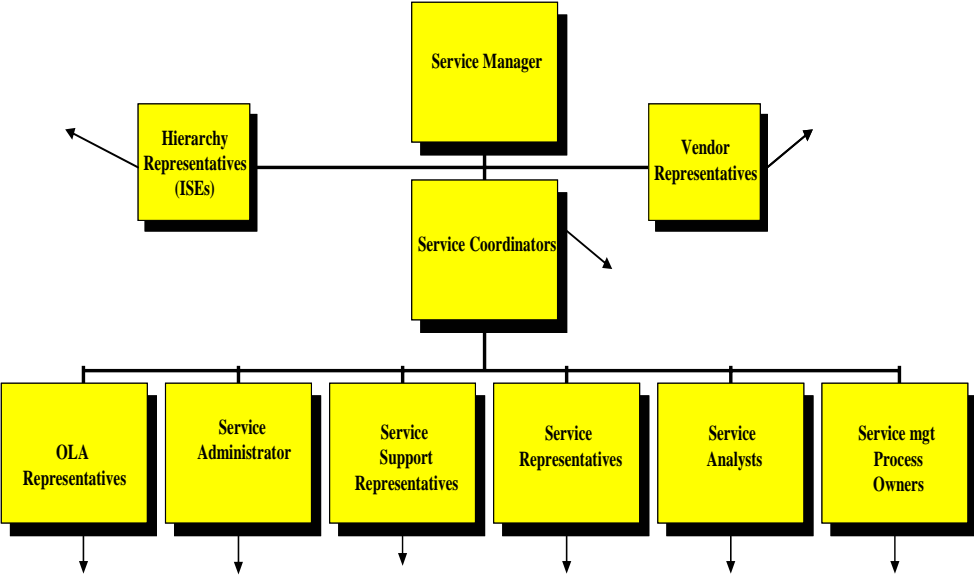 Service Manager
Hierarchy
Representatives
(ISEs)
Vendor
Representatives
Service Coordinators
OLA
Representatives
Service
Administrator
Service
Support
Representatives
Service
Representatives
Service
Analysts
Service mgt
Process
Owners